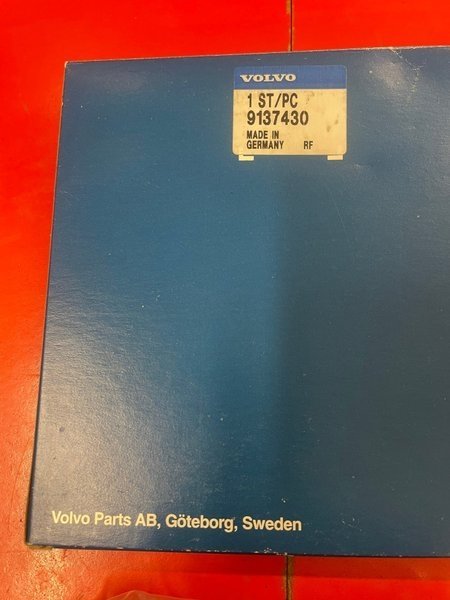 VOLVO
1 ST/PC
9137430
MADE IN
GERMANY RF
Volvo Parts AB, Göteborg, Sweden